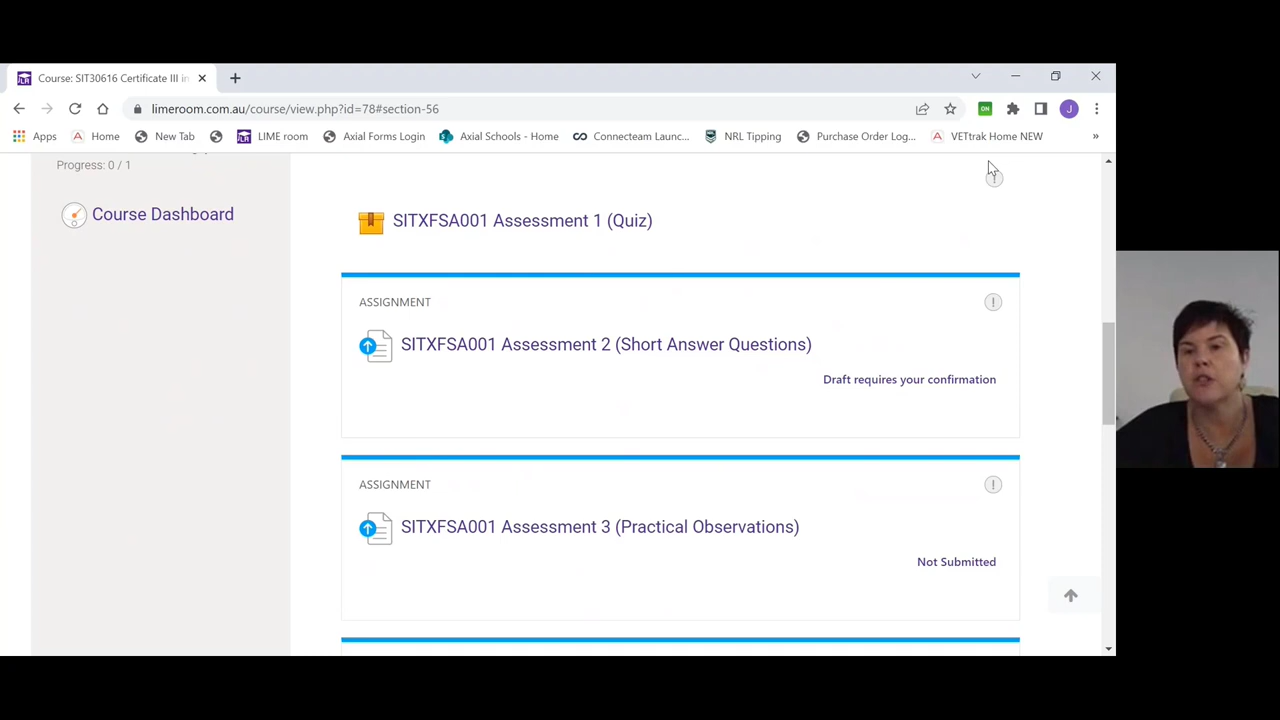 Course: SIT30616 Certificate III in
limeroom.com.au/course/view.php?id=78#section-56
ON
J
Apps
Home
New Tab
LIME room
Axial Forms Login
Axial Schools - Home
Connecteam Launc...
NRL Tipping
Purchase Order Log...
VETtrak Home NEW
»
Progress: 0 / 1
Course Dashboard
SITXFSA001 Assessment 1 (Quiz)
ASSIGNMENT
SITXFSA001 Assessment 2 (Short Answer Questions)
Draft requires your confirmation
ASSIGNMENT
SITXFSA001 Assessment 3 (Practical Observations)
Not Submitted